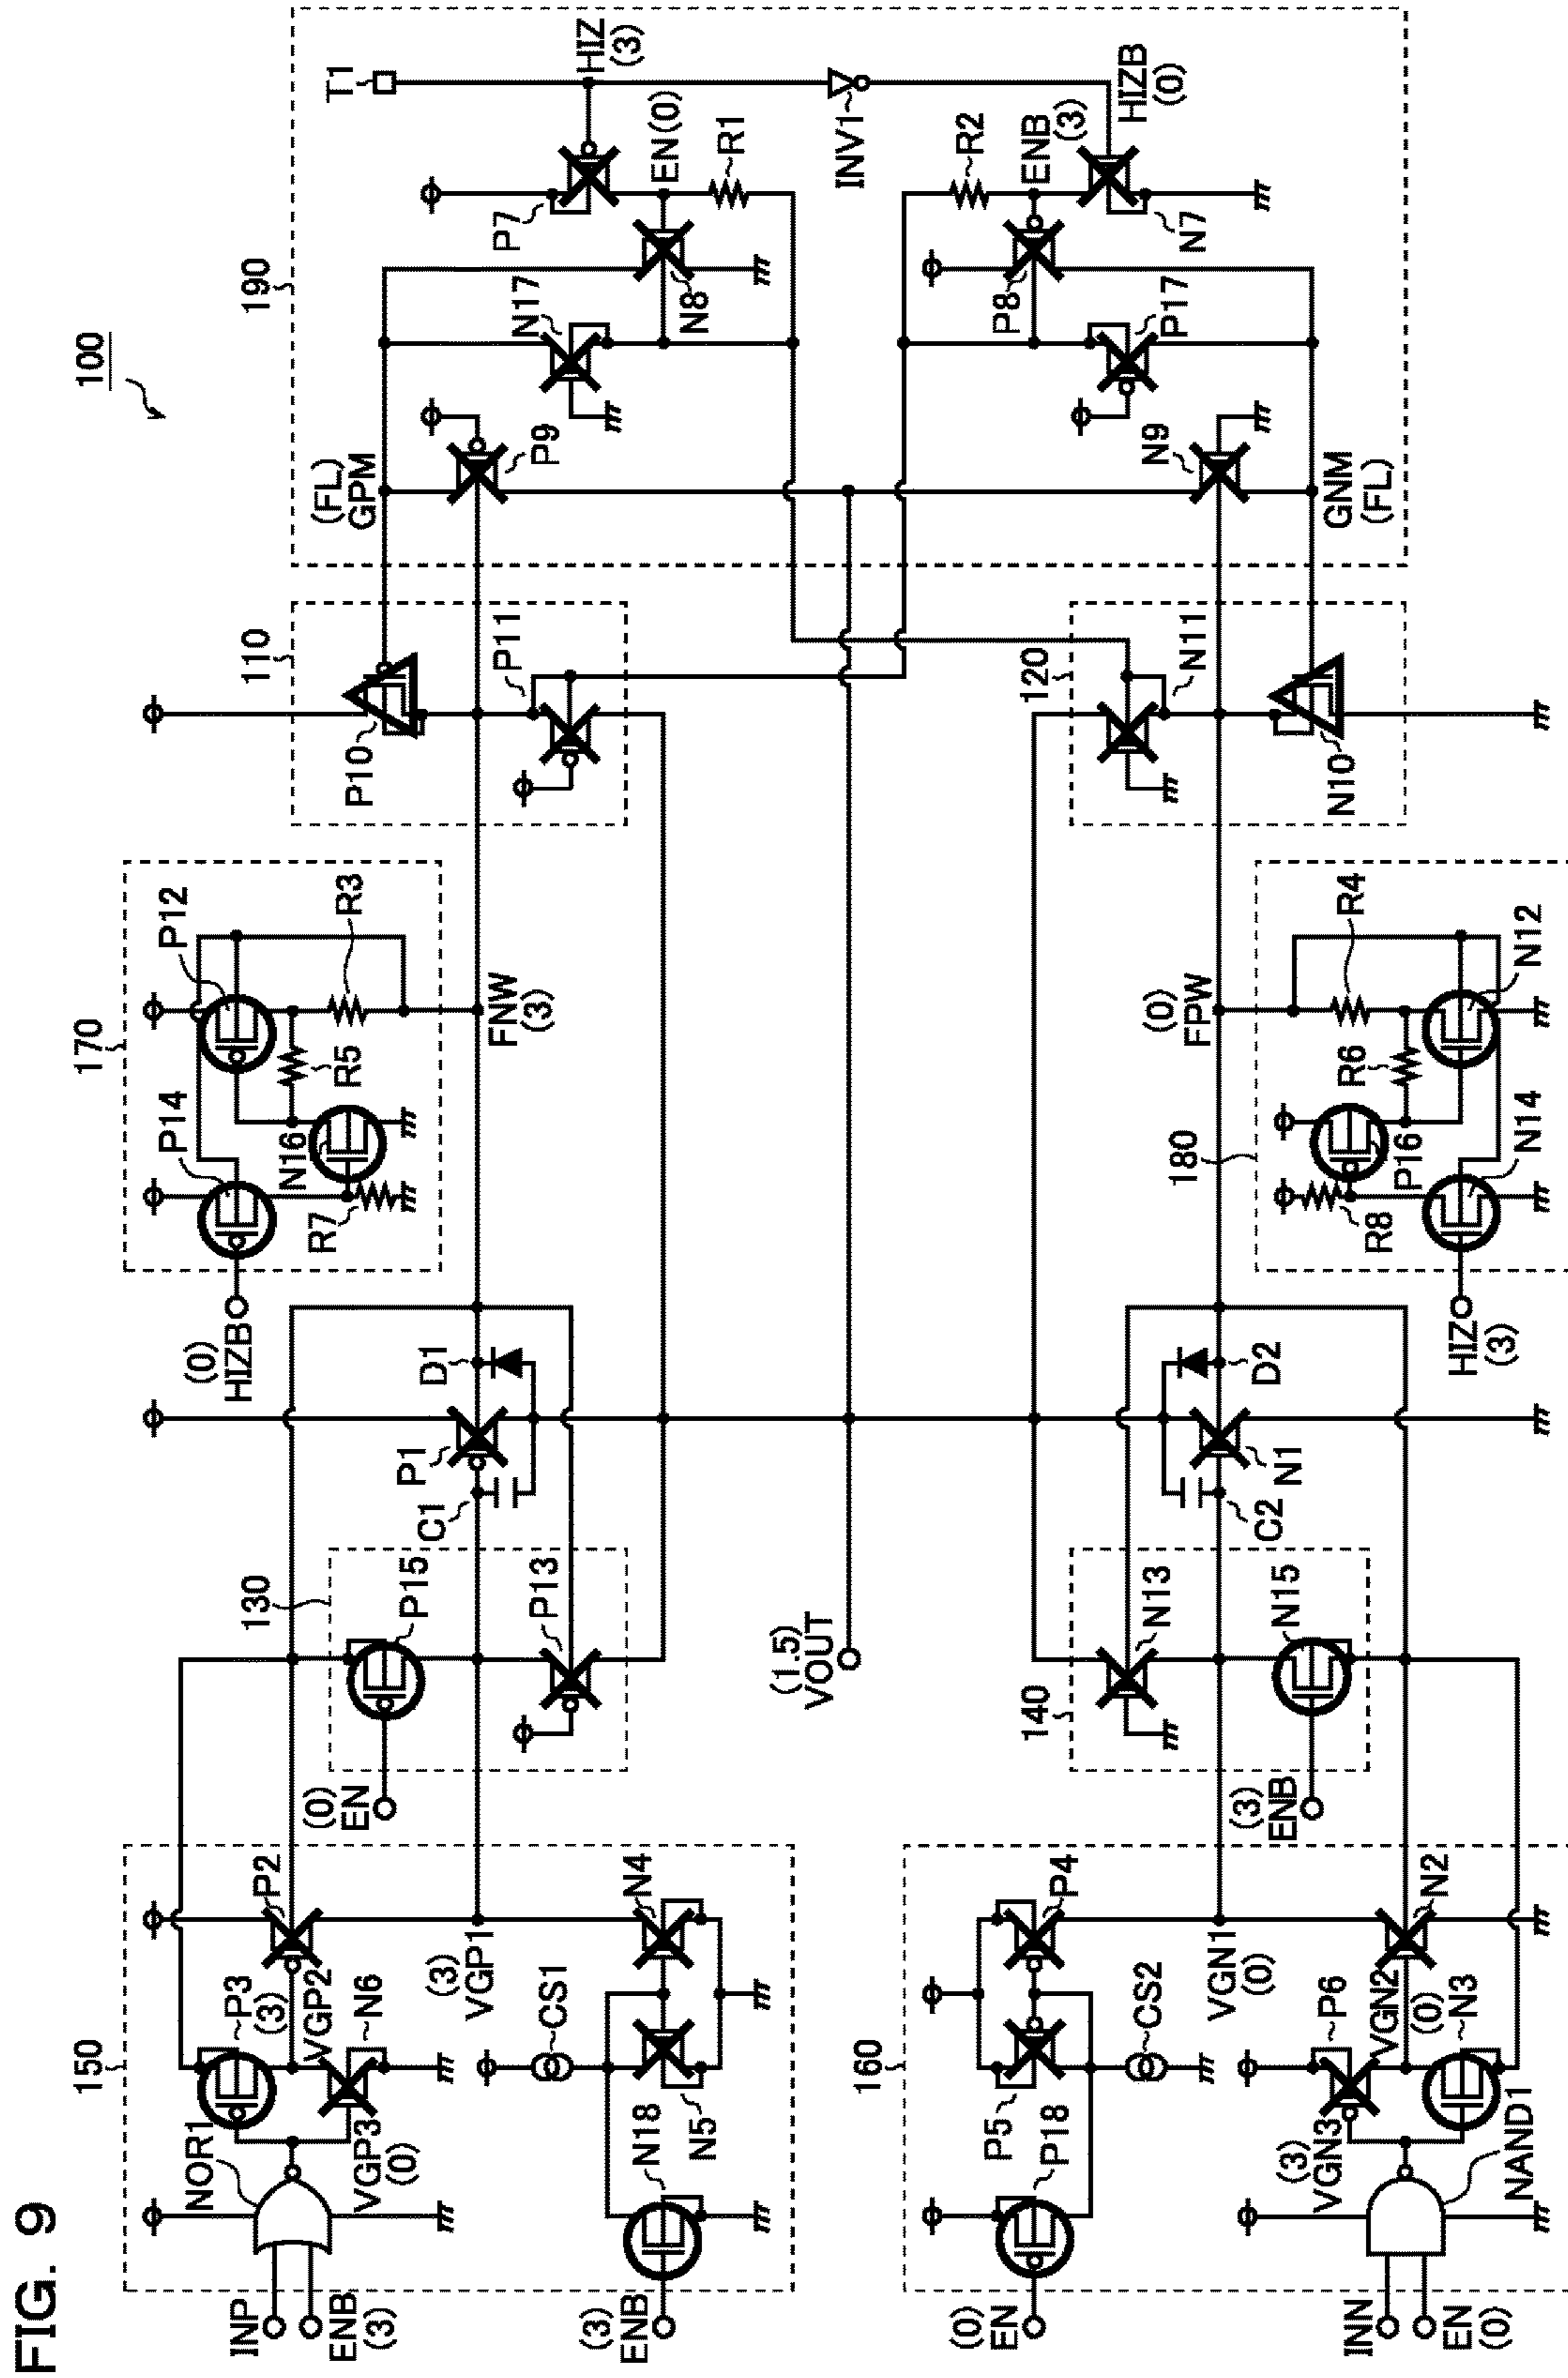 FIG. 9
100
150
NOR1
INP
ENB
(3)
P3
(3)
VGP2
P2
N6
VGP3
(0)
(3)
VGP1
N4
CS1
N5
N18
(3)
ENB
130
P15
P13
(0)
EN
C1
P1
D1
(0)
HIZB
170
P14
P12
R3
R5
N16
R7
FNW
(3)
110
P10
P11
190
(FL)
GPM
P9
N17
N8
P7
EN(0)
R1
T1
HIZ
(3)
INV1
(1.5)
VOUT
160
P4
P5
P18
(0)
EN
CS2
VGN1
(0)
P6
VGN2
(0)
N3
N2
(3)
VGN3
NAND1
INN
EN
(0)
140
N13
N15
(3)
ENB
C2
N1
D2
HIZ
(3)
180
R8
P16
R6
R4
N14
N12
(0)
FPW
120
N11
N10
N9
GNM
(FL)
P8
P17
R2
ENB
(3)
N7
HIZB
(0)